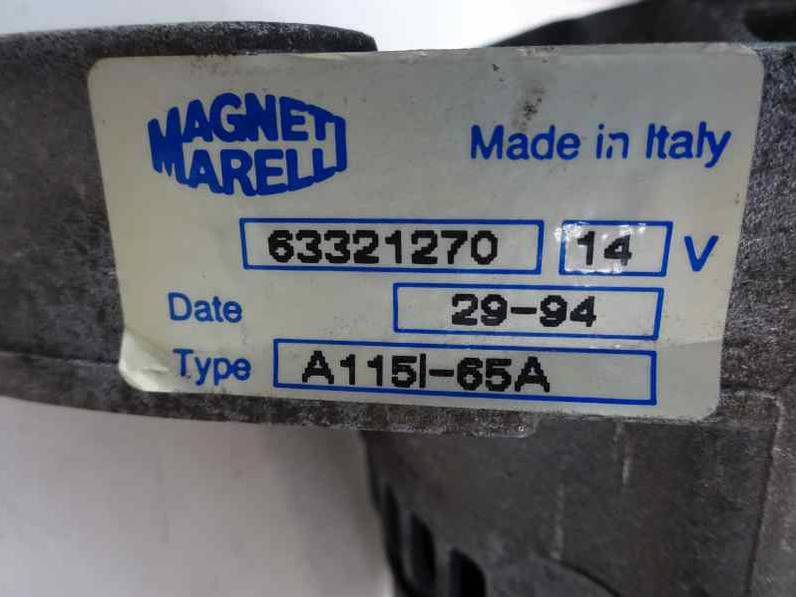 MAGNETI
MARELLI
Made in Italy
63321270 14 V
Date 29-94
Type A115I-65A